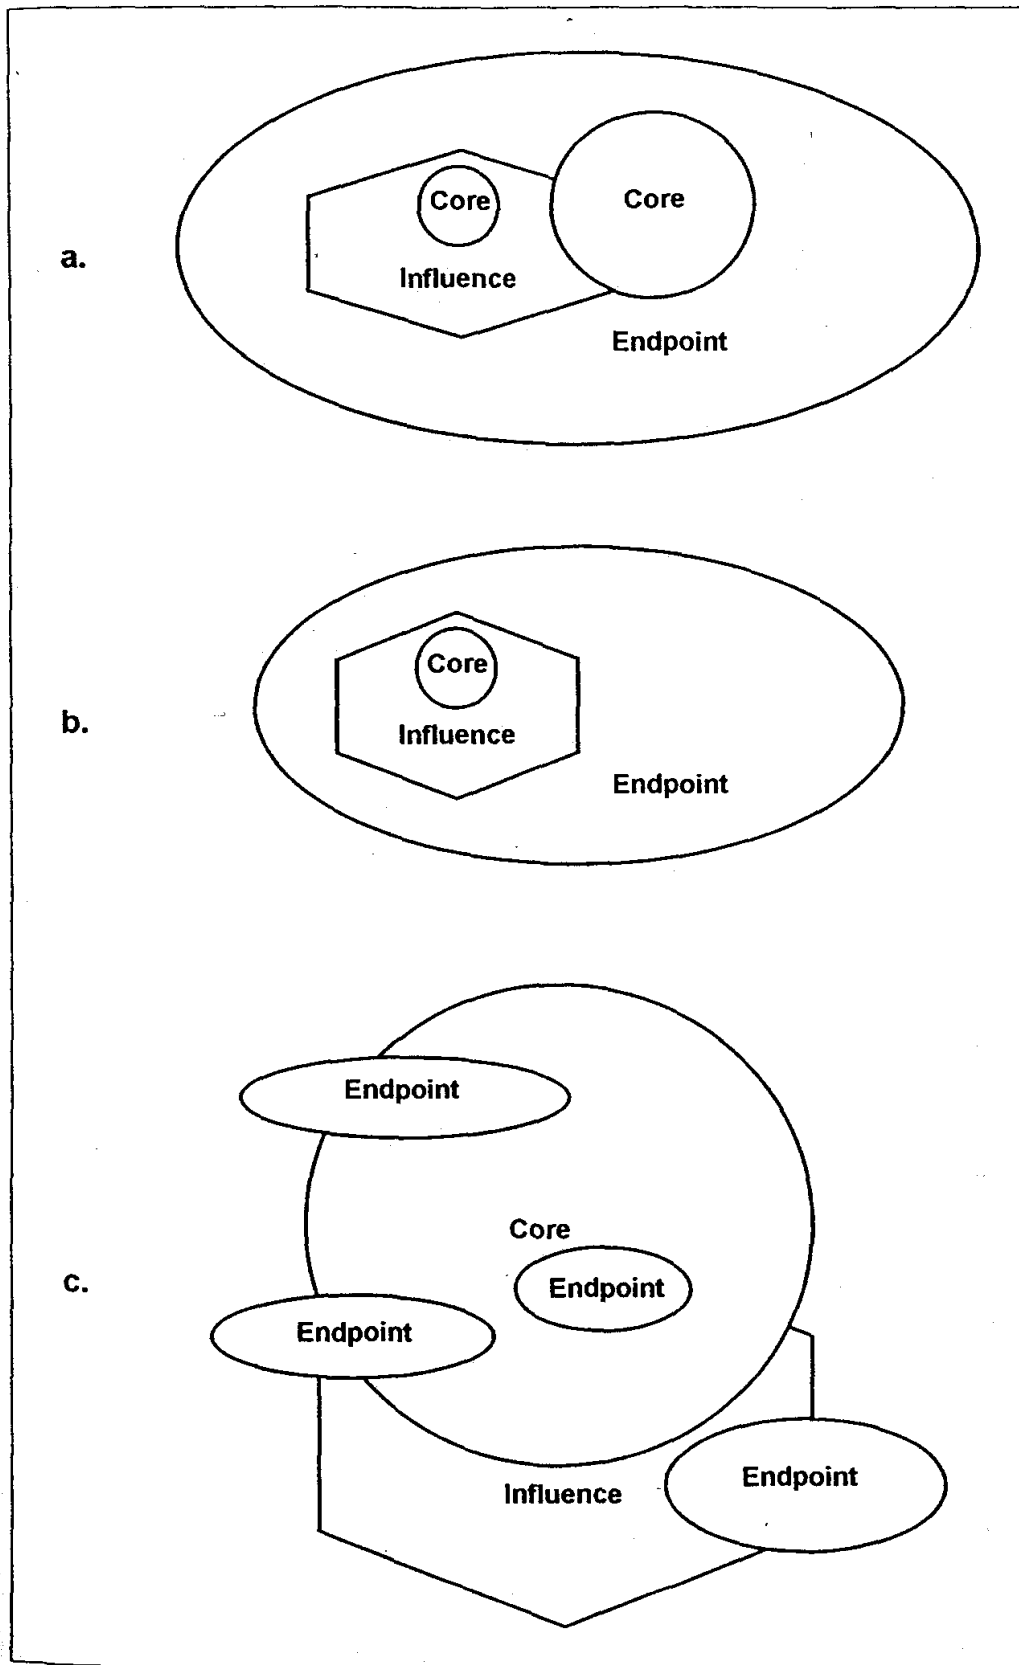 Core
Core
a.
Influence
Endpoint
Core
b.
Influence
Endpoint
Endpoint
Core
c.
Endpoint
Endpoint
Endpoint
Influence